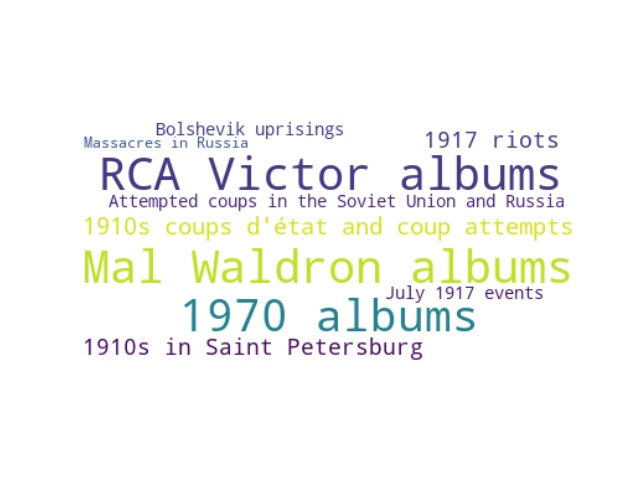 Bolshevik uprisings
Massacres in Russia
1917 riots
RCA Victor albums
Attempted coups in the Soviet Union and Russia
1910s coups d'état and coup attempts
Mal Waldron albums
July 1917 events
1970 albums
1910s in Saint Petersburg